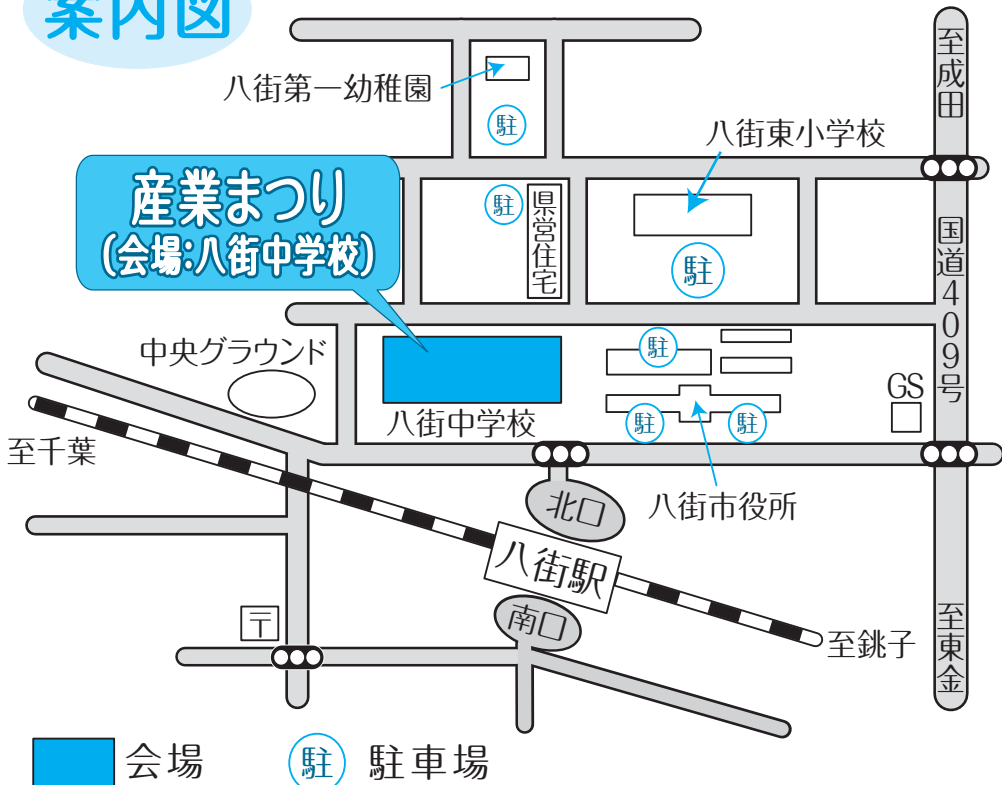 案内図
八街第一幼稚園
駐
八街東小学校
至成田
産業まつり
(会場:八街中学校)
駐
県営住宅
駐
国道409号
中央グラウンド
駐
GS
八街中学校
駐
駐
至千葉
北口
八街市役所
八街駅
南口
〒
至銚子
至東金
会場
駐 駐車場